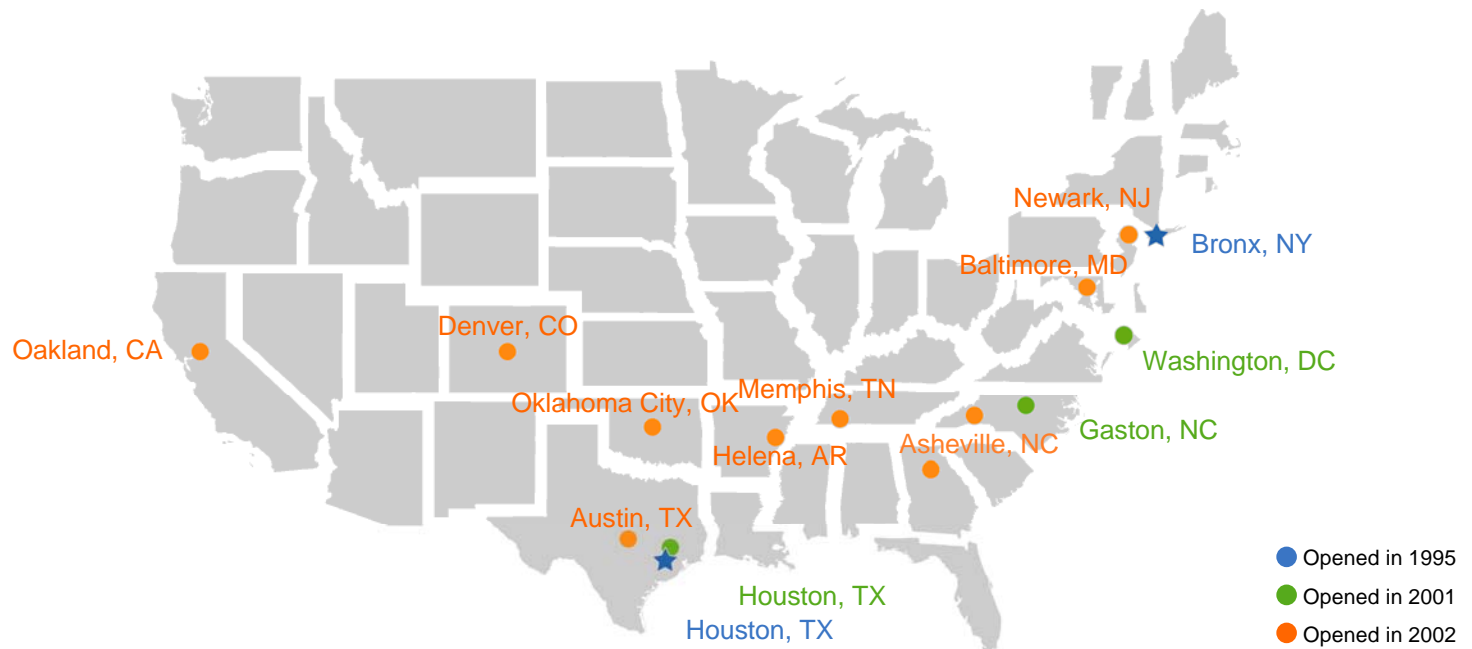 Newark, NJ
Bronx, NY
Baltimore, MD
Denver, CO
Oakland, CA
Washington, DC
Memphis, TN
Oklahoma City, OK
Gaston, NC
Asheville, NC
Helena, AR
Austin, TX
Opened in 1995
Houston, TX
Opened in 2001
Houston, TX
Opened in 2002